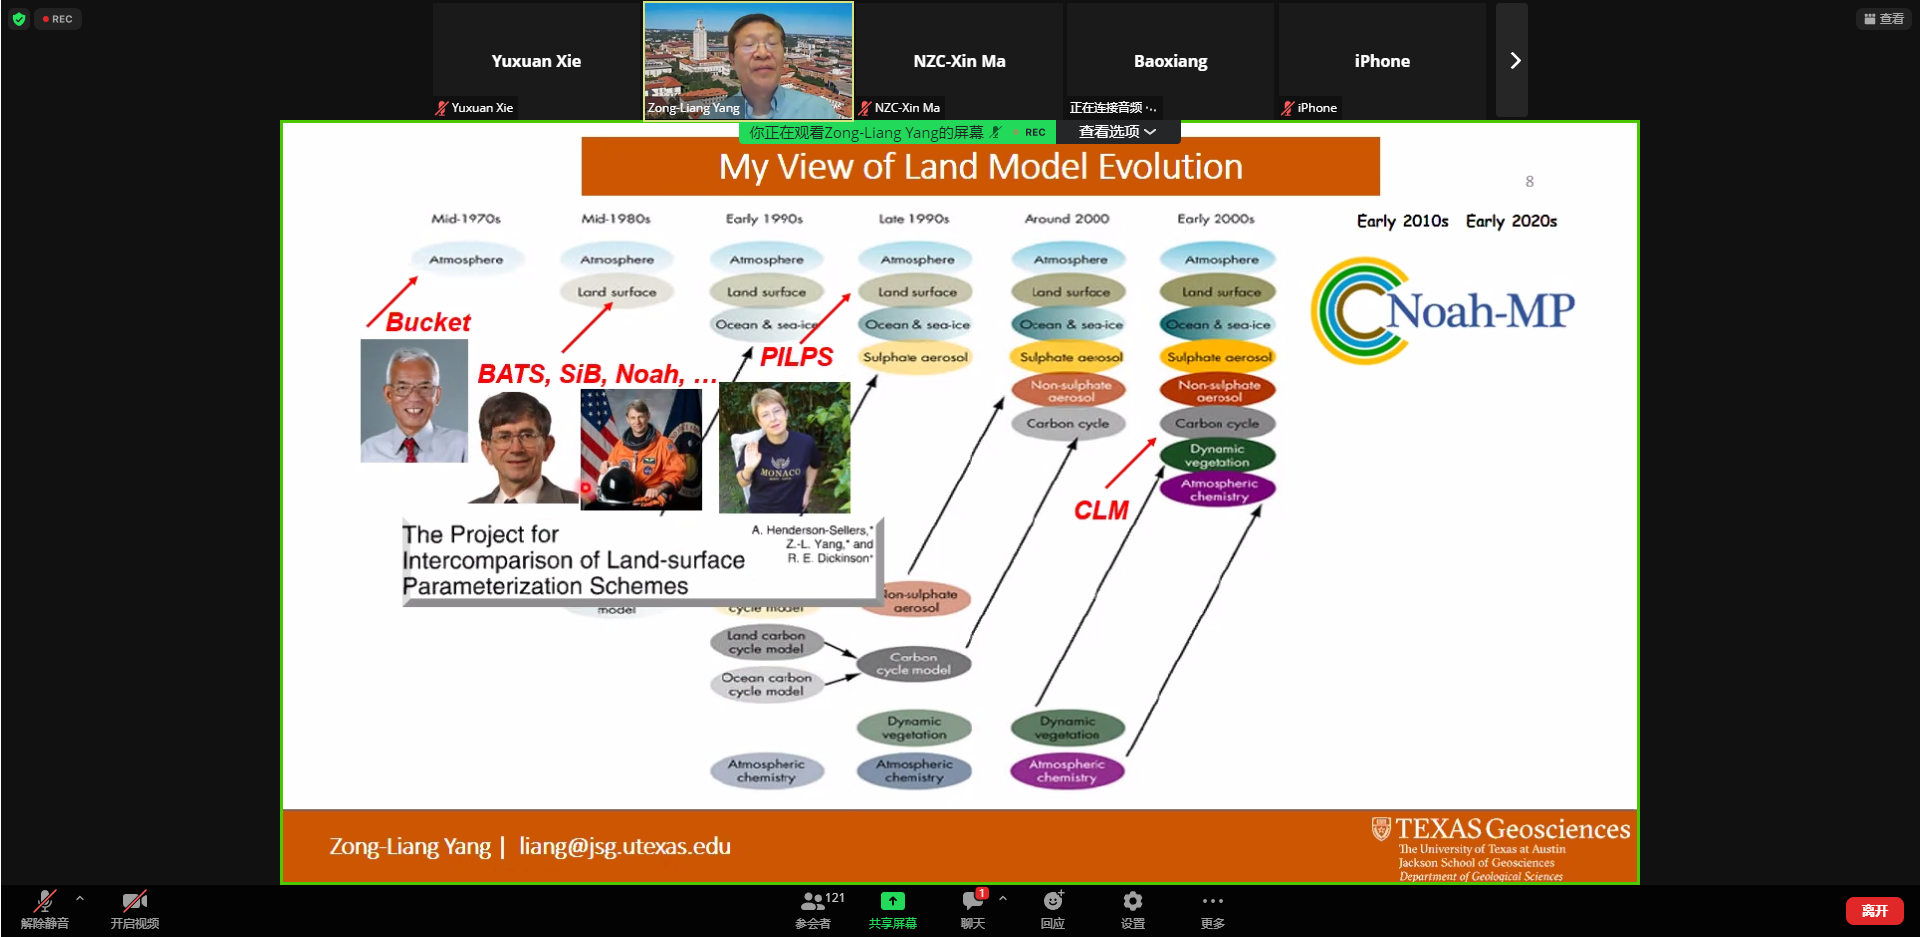 REC
查看
Yuxuan Xie
NZC-Xin Ma
Baoxiang
iPhone
Yuxuan Xie
Zong-Liang Yang
NZC-Xin Ma
正在连接音频 ·..
iPhone
你正在观看Zong-Liang Yang的屏幕
REC
查看选项
My View of Land Model Evolution
8
Mid-1970s
Mid-1980s
Early 1990s
Late 1990s
Around 2000
Early 2000s
Early 2010s
Early 2020s
Atmosphere
Atmosphere
Atmosphere
Atmosphere
Atmosphere
Atmosphere
Land surface
Land surface
Land surface
Land surface
Land surface
Bucket
Ocean & sea-ice
Ocean & sea-ice
Ocean & sea-ice
Ocean & sea-ice
Noah-MP
BATS, SiB, Noah, ...
PILPS
Sulphate aerosol
Sulphate aerosol
Sulphate aerosol
Non-sulphate
aerosol
Non-sulphate
aerosol
Carbon cycle
Carbon cycle
Dynamic
vegetation
Atmospheric
chemistry
CLM
MONACO
The Project for
Intercomparison of Land-surface
Parameterization Schemes
A. Henderson-Sellers,*
Z.-L. Yang,* and
R. E. Dickinson+
model
cycle model
Non-sulphate
aerosol
Land carbon
cycle model
Carbon
cycle model
Ocean carbon
cycle model
Dynamic
vegetation
Dynamic
vegetation
Atmospheric
chemistry
Atmospheric
chemistry
Atmospheric
chemistry
Zong-Liang Yang | liang@jsg.utexas.edu
TEXAS Geosciences
The University of Texas at Austin
Jackson School of Geosciences
Department of Geological Sciences
解除静音
开启视频
121
参会者
共享屏幕
1
聊天
回应
设置
更多
离开